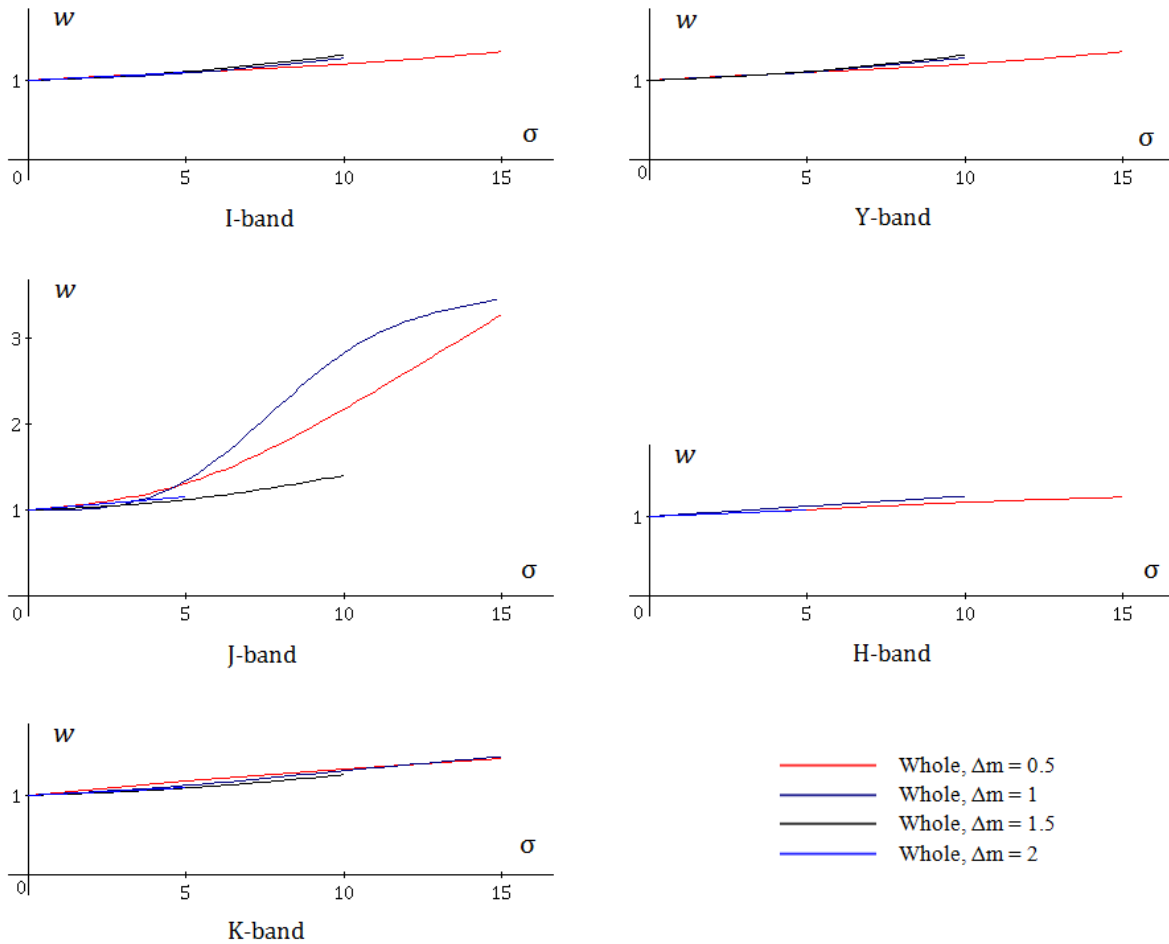 w
1
σ
0 5 10 15
I-band
w
1
σ
0 5 10 15
Y-band
w
3
2
1
σ
0 5 10 15
J-band
w
1
σ
0 5 10 15
H-band
w
1
σ
0 5 10 15
K-band
Whole, Δm = 0.5
Whole, Δm = 1
Whole, Δm = 1.5
Whole, Δm = 2